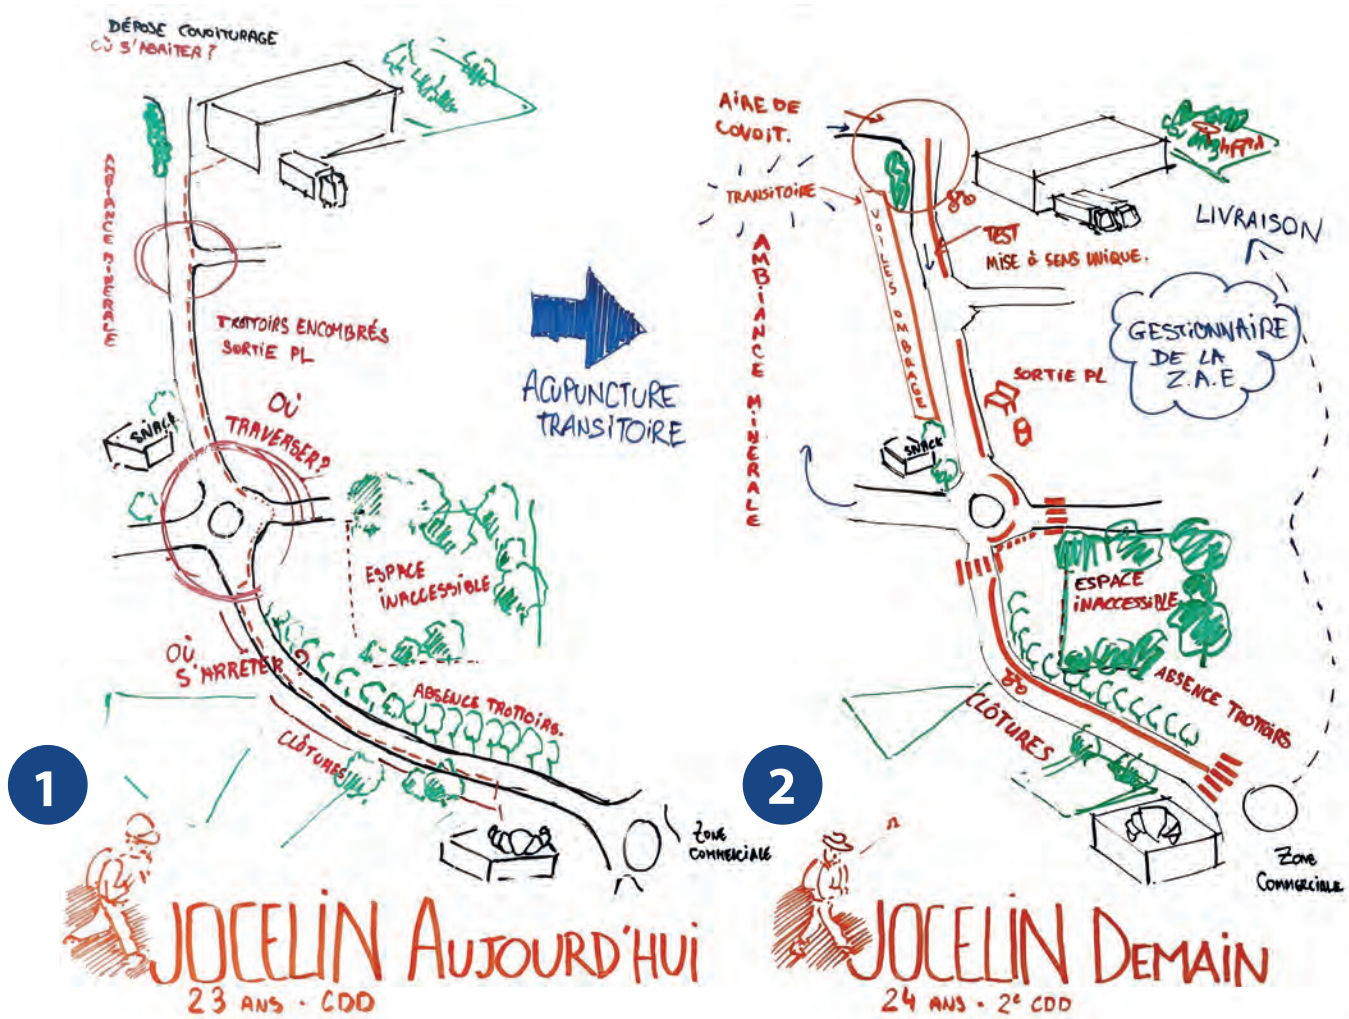 DÉPOSE COVOITURAGE
OÙ S'ABRITER?
AMBIANCE MINÉRALE
TROTTOIRS ENCOMBRÉS
SORTIE PL
OÙ
TRAVERSER?
SNACK
ESPACE
INACCESSIBLE
OÙ
S'ARRÊTER?
ABSENCE TROTTOIRS.
CLÔTURES
ZONE
COMMERCIALE
1
JOCELIN AUJOURD'HUI
23 ANS - CDD
ACUPUNCTURE
TRANSITOIRE
AIRE DE
COVOIT.
TRANSITOIRE
AMBIANCE MINERALE
VOILES OMBRAGE
TEST
MISE à SENS UNIQUE.
LIVRAISON
GESTIONNAIRE
DE LA
Z.A.E
SORTIE PL
SNACK
ESPACE
INACCESSIBLE
ABSENCE TROTTOIRS
CLÔTURES
ZONE
COMMERCIALE
2
JOCELIN DEMAIN
24 ANS - 2e CDD